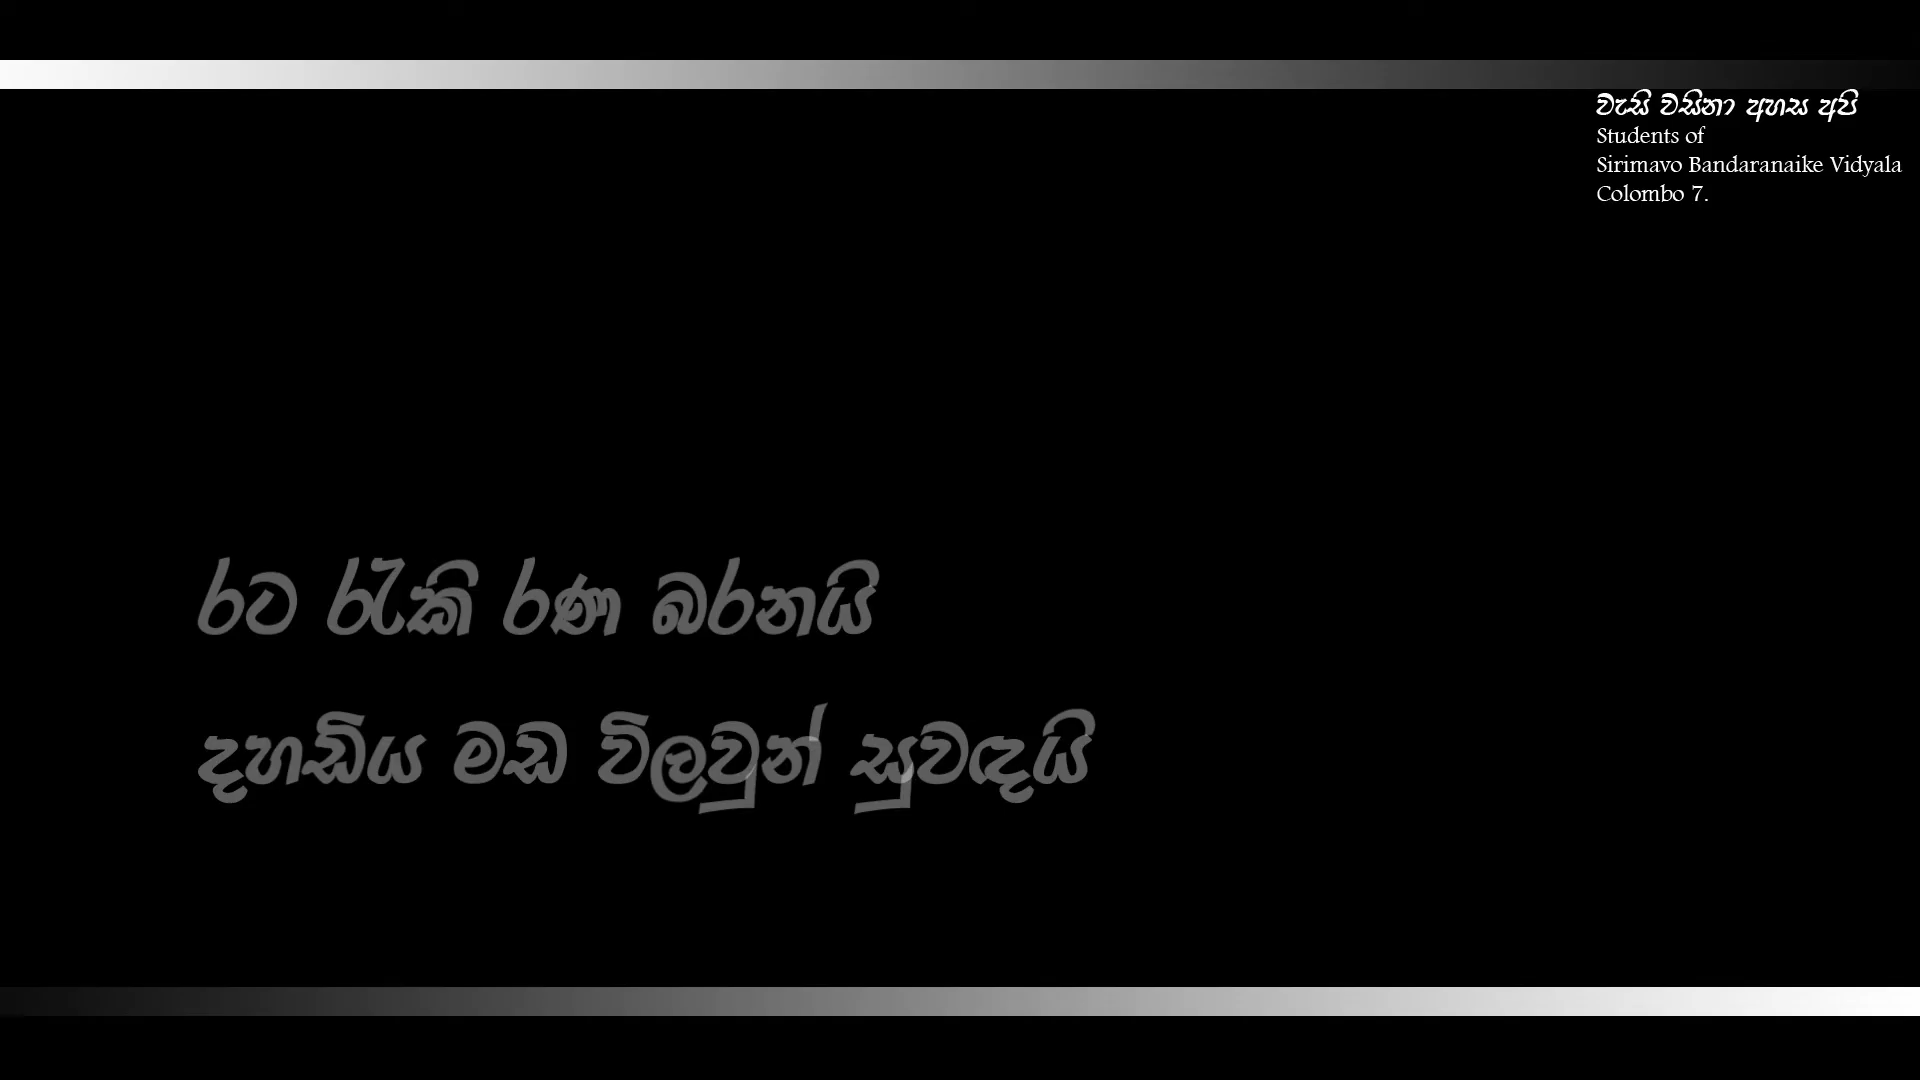 වැසි වසිනා අහස අපි
Students of
Sirimavo Bandaranaike Vidyala
Colombo 7.
රට රැකි රණ බරනයි
දහඩිය මඩ විලවුන් සුවඳයි